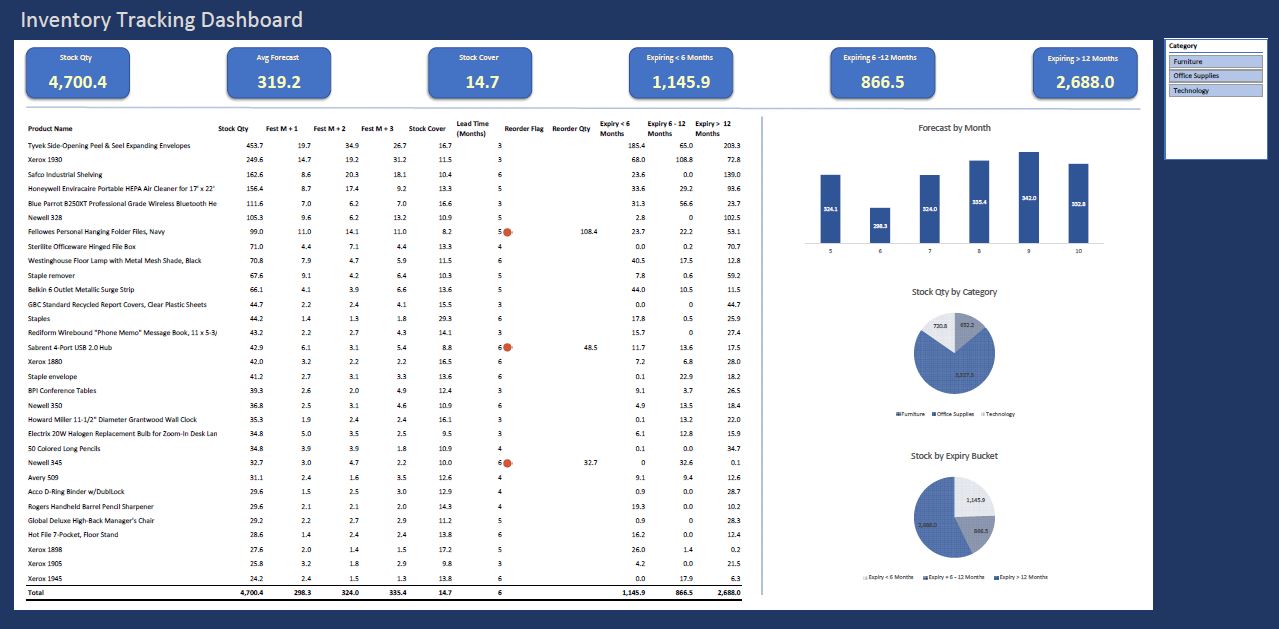 Inventory Tracking Dashboard
Stock Qty
4,700.4
Avg Forecast
319.2
Stock Cover
14.7
Expiring < 6 Months
1,145.9
Expiring 6 -12 Months
866.5
Expiring > 12 Months
2,688.0
Category
Furniture
Office Supplies
Technology
Product Name Stock Qty Fcst M + 1 Fcst M + 2 Fcst M + 3 Stock Cover Lead Time (Months) Reorder Flag Reorder Qty Expiry < 6 Months Expiry 6 - 12 Months Expiry > 12 Months
Tyvek Side-Opening Peel & Seel Expanding Envelopes 453.7 19.7 34.9 26.7 16.7 3 185.4 65.0 203.3
Xerox 1930 249.6 14.7 19.2 31.2 11.5 3 68.0 108.8 72.8
Safco Industrial Shelving 162.6 8.6 20.3 18.1 10.4 6 23.6 0.0 139.0
Honeywell Enviracaire Portable HEPA Air Cleaner for 17' x 22' 156.4 8.7 17.4 9.2 13.3 5 33.6 29.2 93.6
Blue Parrot B250XT Professional Grade Wireless Bluetooth He 111.6 7.0 6.2 7.0 16.6 3 31.3 56.6 23.7
Newell 328 105.3 9.6 6.2 13.2 10.9 5 2.8 0 102.5
Fellowes Personal Hanging Folder Files, Navy 99.0 11.0 14.1 11.0 8.2 5 108.4 23.7 22.2 53.1
Sterilite Officeware Hinged File Box 71.0 4.4 7.1 4.4 13.3 4 0.0 0.2 70.7
Westinghouse Floor Lamp with Metal Mesh Shade, Black 70.8 7.9 4.7 5.9 11.5 6 40.5 17.5 12.8
Staple remover 67.6 9.1 4.2 6.4 10.3 5 7.8 0.6 59.2
Belkin 6 Outlet Metallic Surge Strip 66.1 4.1 3.9 6.6 13.6 5 44.0 10.5 11.5
GBC Standard Recycled Report Covers, Clear Plastic Sheets 44.7 2.2 2.4 4.1 15.5 3 0.0 0 44.7
Staples 44.2 1.4 1.3 1.8 29.3 6 17.8 0.5 25.9
Rediform Wirebound "Phone Memo" Message Book, 11 x 5-3/ 43.2 2.2 2.7 4.3 14.1 3 15.7 0 27.4
Sabrent 4-Port USB 2.0 Hub 42.9 6.1 3.1 5.4 8.8 6 48.5 11.7 13.6 17.5
Xerox 1880 42.0 3.2 2.2 2.2 16.5 6 7.2 6.8 28.0
Staple envelope 41.2 2.7 3.1 3.3 13.6 6 0.1 22.9 18.2
BPI Conference Tables 39.3 2.6 2.0 4.9 12.4 3 9.1 3.7 26.5
Newell 350 36.8 2.5 3.1 4.6 10.9 6 4.9 13.5 18.4
Howard Miller 11-1/2" Diameter Grantwood Wall Clock 35.3 1.9 2.4 2.4 16.1 3 0.1 13.2 22.0
Electrix 20W Halogen Replacement Bulb for Zoom-In Desk Lan 34.8 5.0 3.5 2.5 9.5 3 6.1 12.8 15.9
50 Colored Long Pencils 34.8 3.9 3.9 1.8 10.9 4 0.1 0.0 34.7
Newell 345 32.7 3.0 4.7 2.2 10.0 6 32.7 0 32.6 0.1
Avery 509 31.1 2.4 1.6 3.5 12.6 4 9.1 9.4 12.6
Acco D-Ring Binder w/DublLock 29.6 1.5 2.5 3.0 12.9 4 0.9 0.0 28.7
Rogers Handheld Barrel Pencil Sharpener 29.6 2.1 2.1 2.0 14.3 4 19.3 0.0 10.2
Global Deluxe High-Back Manager's Chair 29.2 2.2 2.7 2.9 11.2 5 0.9 0 28.3
Hot File 7-Pocket, Floor Stand 28.6 1.4 2.4 2.4 13.8 6 16.2 0.0 12.4
Xerox 1898 27.6 2.0 1.4 1.5 17.2 5 26.0 1.4 0.2
Xerox 1905 25.8 3.2 1.8 2.9 9.8 3 4.2 0.0 21.5
Xerox 1945 24.2 2.4 1.5 1.3 13.8 6 0.0 17.9 6.3
Total 4,700.4 298.3 324.0 335.4 14.7 6 1,145.9 866.5 2,688.0
Forecast by Month
324.1 298.3 324.0 335.4 342.0 332.8
5 6 7 8 9 10
Stock Qty by Category
720.8 652.2
Furniture Office Supplies Technology
Stock by Expiry Bucket
1,145.9
2,688.0 866.5
Expiry < 6 Months Expiry = 6 - 12 Months Expiry > 12 Months